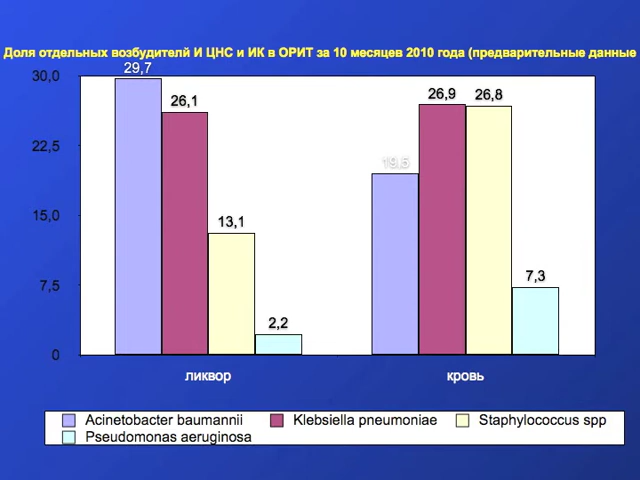 Доля отдельных возбудителй И ЦНС и ИК в ОРИТ за 10 месяцев 2010 года (предварительные данные
30,0
22,5
15,0
7,5
0
29,7
26,1
13,1
2,2
19,5
26,9
26,8
7,3
ликвор
кровь
Acinetobacter baumannii Klebsiella pneumoniae Staphylococcus spp
Pseudomonas aeruginosa